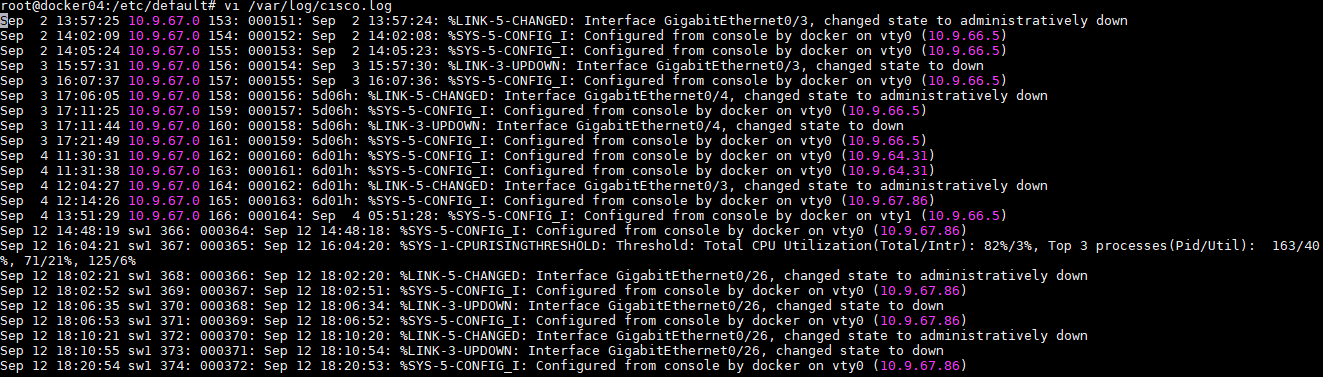 root@docker04:/etc/default# vi /var/log/cisco.log
Sep  2 13:57:25 10.9.67.0 153: 000151: Sep  2 13:57:24: %LINK-5-CHANGED: Interface GigabitEthernet0/3, changed state to administratively down
Sep  2 14:02:09 10.9.67.0 154: 000152: Sep  2 14:02:08: %SYS-5-CONFIG_I: Configured from console by docker on vty0 (10.9.66.5)
Sep  2 14:05:24 10.9.67.0 155: 000153: Sep  2 14:05:23: %SYS-5-CONFIG_I: Configured from console by docker on vty0 (10.9.66.5)
Sep  3 15:57:31 10.9.67.0 156: 000154: Sep  3 15:57:30: %LINK-3-UPDOWN: Interface GigabitEthernet0/3, changed state to down
Sep  3 16:07:37 10.9.67.0 157: 000155: Sep  3 16:07:36: %SYS-5-CONFIG_I: Configured from console by docker on vty0 (10.9.66.5)
Sep  3 17:06:05 10.9.67.0 158: 000156: 5d06h: %LINK-5-CHANGED: Interface GigabitEthernet0/4, changed state to administratively down
Sep  3 17:11:25 10.9.67.0 159: 000157: 5d06h: %SYS-5-CONFIG_I: Configured from console by docker on vty0 (10.9.66.5)
Sep  3 17:11:44 10.9.67.0 160: 000158: 5d06h: %LINK-3-UPDOWN: Interface GigabitEthernet0/4, changed state to down
Sep  3 17:21:49 10.9.67.0 161: 000159: 5d06h: %SYS-5-CONFIG_I: Configured from console by docker on vty0 (10.9.66.5)
Sep  4 11:30:31 10.9.67.0 162: 000160: 6d01h: %SYS-5-CONFIG_I: Configured from console by docker on vty0 (10.9.64.31)
Sep  4 11:31:38 10.9.67.0 163: 000161: 6d01h: %SYS-5-CONFIG_I: Configured from console by docker on vty0 (10.9.64.31)
Sep  4 12:04:27 10.9.67.0 164: 000162: 6d01h: %LINK-5-CHANGED: Interface GigabitEthernet0/3, changed state to administratively down
Sep  4 12:14:26 10.9.67.0 165: 000163: 6d01h: %SYS-5-CONFIG_I: Configured from console by docker on vty0 (10.9.67.86)
Sep  4 13:51:29 10.9.67.0 166: 000164: Sep  4 05:51:28: %SYS-5-CONFIG_I: Configured from console by docker on vty1 (10.9.66.5)
Sep 12 14:48:19 sw1 366: 000364: Sep 12 14:48:18: %SYS-5-CONFIG_I: Configured from console by docker on vty0 (10.9.67.86)
Sep 12 16:04:21 sw1 367: 000365: Sep 12 16:04:20: %SYS-1-CPURISINGTHRESHOLD: Threshold: Total CPU Utilization(Total/Intr): 82%/3%, Top 3 processes(Pid/Util):  163/40
%, 71/21%, 125/6%
Sep 12 18:02:21 sw1 368: 000366: Sep 12 18:02:20: %LINK-5-CHANGED: Interface GigabitEthernet0/26, changed state to administratively down
Sep 12 18:02:52 sw1 369: 000367: Sep 12 18:02:51: %SYS-5-CONFIG_I: Configured from console by docker on vty0 (10.9.67.86)
Sep 12 18:06:35 sw1 370: 000368: Sep 12 18:06:34: %LINK-3-UPDOWN: Interface GigabitEthernet0/26, changed state to down
Sep 12 18:06:53 sw1 371: 000369: Sep 12 18:06:52: %SYS-5-CONFIG_I: Configured from console by docker on vty0 (10.9.67.86)
Sep 12 18:10:21 sw1 372: 000370: Sep 12 18:10:20: %LINK-5-CHANGED: Interface GigabitEthernet0/26, changed state to administratively down
Sep 12 18:10:55 sw1 373: 000371: Sep 12 18:10:54: %LINK-3-UPDOWN: Interface GigabitEthernet0/26, changed state to down
Sep 12 18:20:54 sw1 374: 000372: Sep 12 18:20:53: %SYS-5-CONFIG_I: Configured from console by docker on vty0 (10.9.67.86)